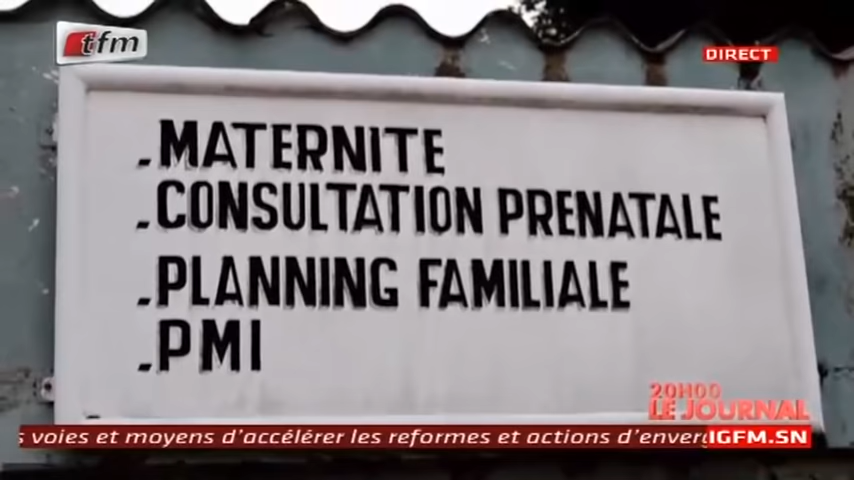 tfm
DIRECT
.MATERNITE
.CONSULTATION PRENATALE
.PLANNING FAMILIALE
.PMI
20H00
LE JOURNAL
voies et moyens d'accélérer les reformes et actions d'enverg
IGFM.SN